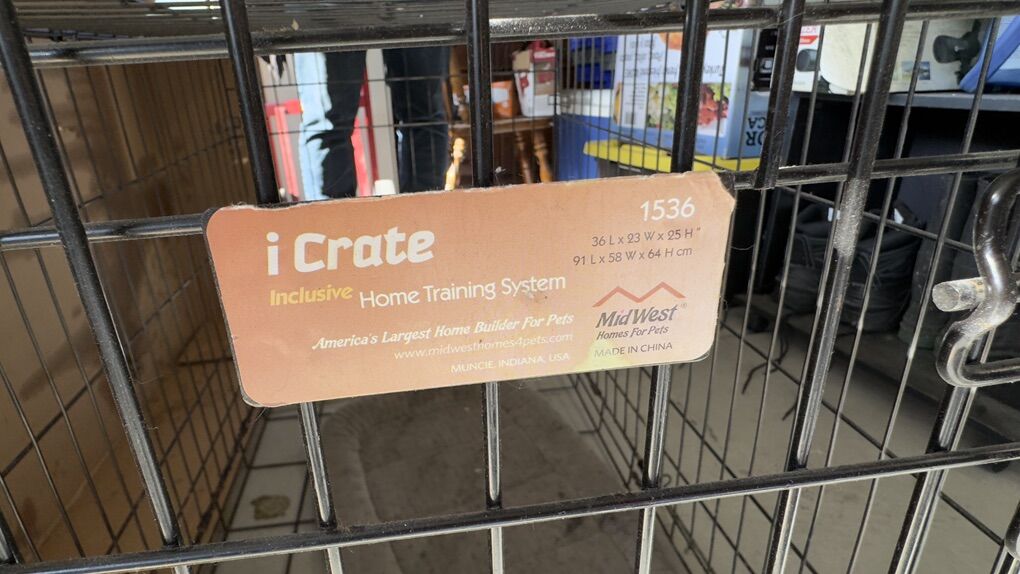 i Crate
Inclusive Home Training System
America's Largest Home Builder For Pets
www.midwesthomes4pets.com
MUNCIE, INDIANA, USA
1536
36 L x 23 W x 25 H "
91 L x 58 W x 64 H cm
MidWest®
Homes For Pets
MADE IN CHINA